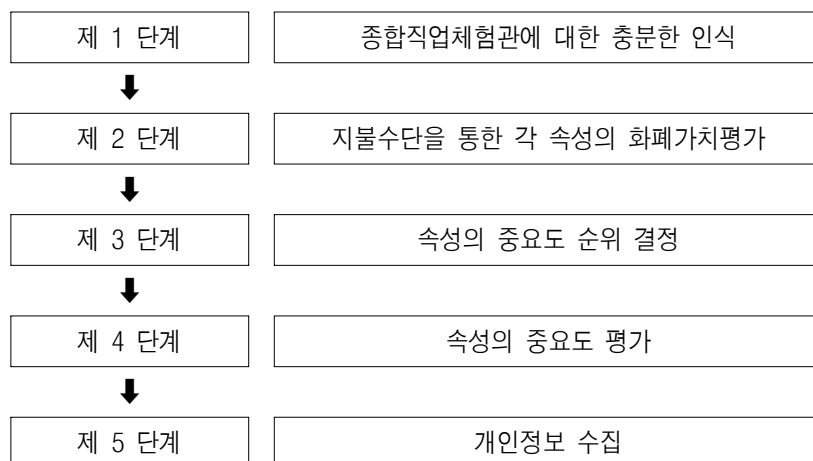 제 1 단계 종합직업체험관에 대한 충분한 인식
제 2 단계 지불수단을 통한 각 속성의 화폐가치평가
제 3 단계 속성의 중요도 순위 결정
제 4 단계 속성의 중요도 평가
제 5 단계 개인정보 수집